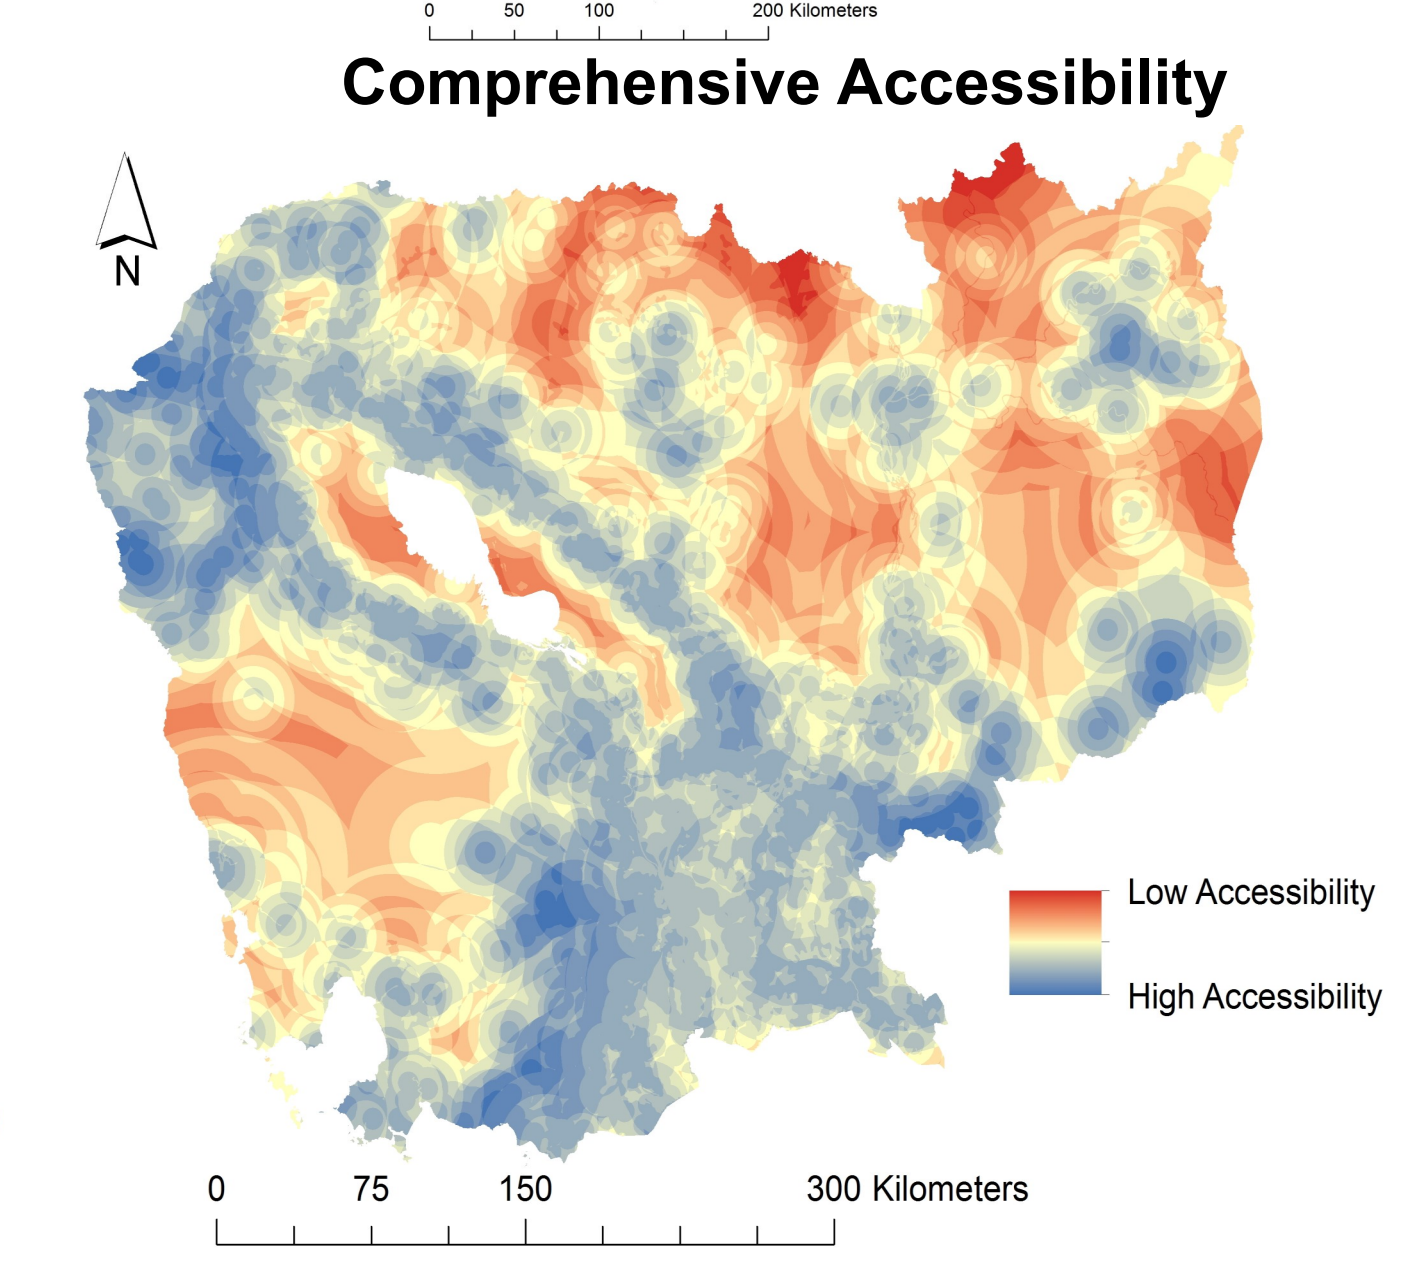 0 50 100 200 Kilometers
Comprehensive Accessibility
N
Low Accessibility
High Accessibility
0 75 150 300 Kilometers